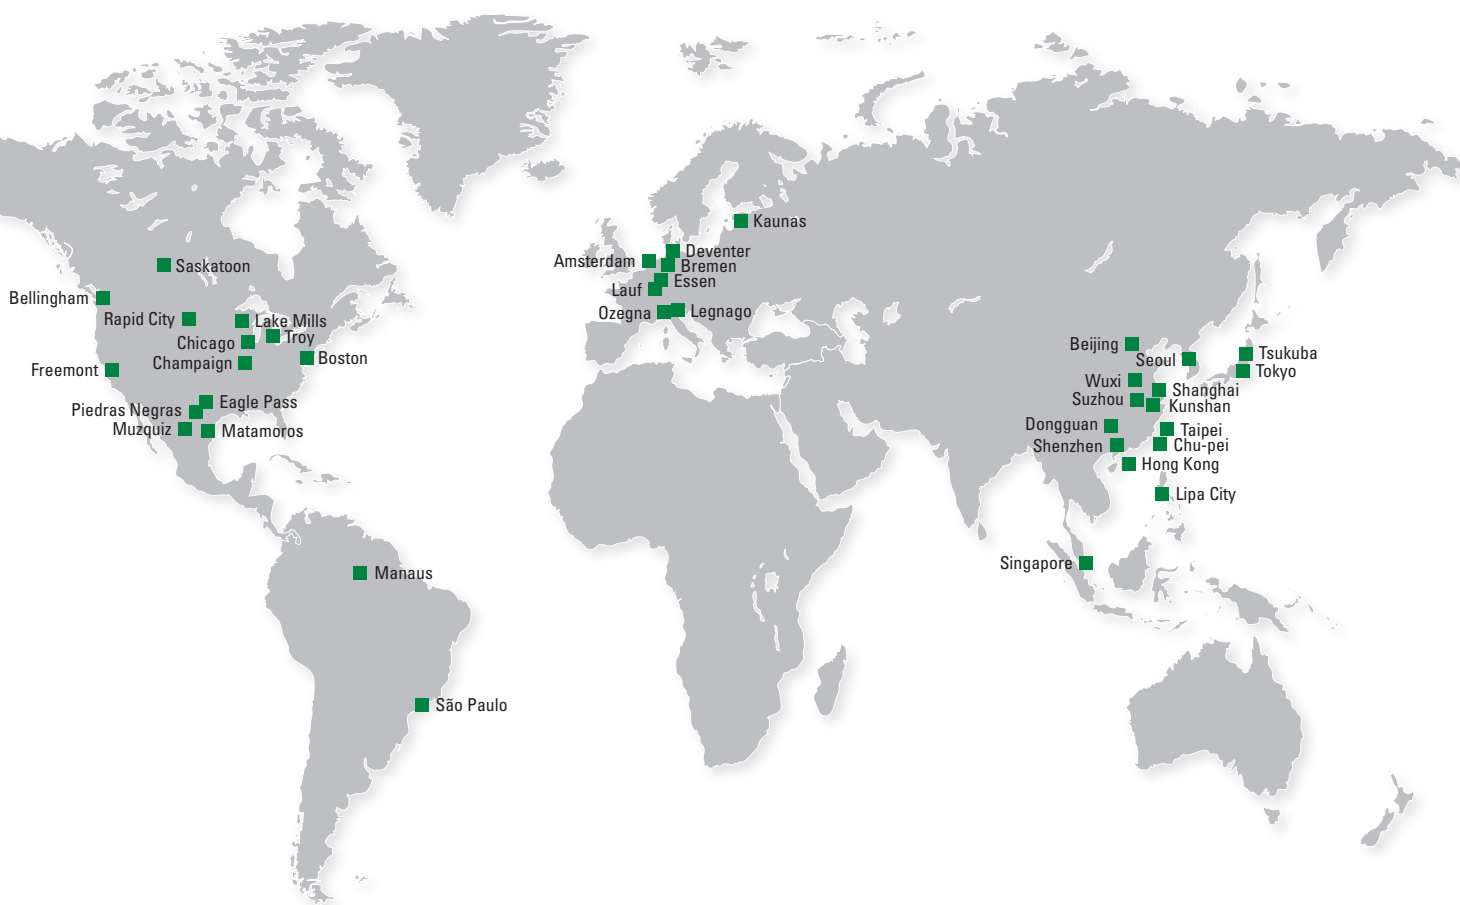 Kaunas
Deventer
Amsterdam
Bremen
Saskatoon
Essen
Lauf
Bellingham
Ozegna
Legnago
Rapid City
Lake Mills
Troy
Chicago
Beijing
Tsukuba
Boston
Seoul
Champaign
Freemont
Tokyo
Wuxi
Shanghai
Suzhou
Eagle Pass
Kunshan
Piedras Negras
Dongguan
Muzquiz
Matamoros
Taipei
Chu-pei
Shenzhen
Hong Kong
Lipa City
Singapore
Manaus
São Paulo